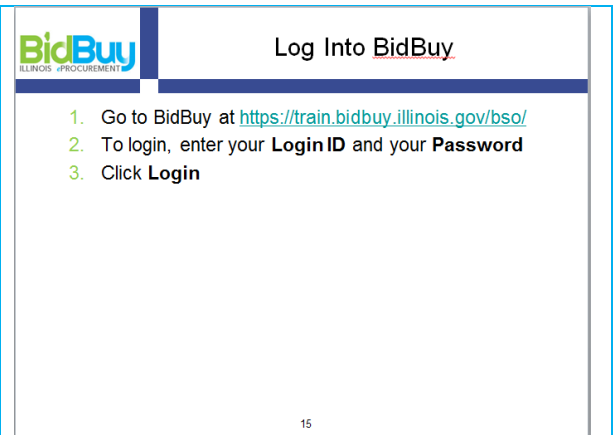 BidBuy
ILLINOIS ePROCUREMENT
Log Into BidBuy
1. Go to BidBuy at https://train.bidbuy.illinois.gov/bso/
2. To login, enter your Login ID and your Password
3. Click Login
15